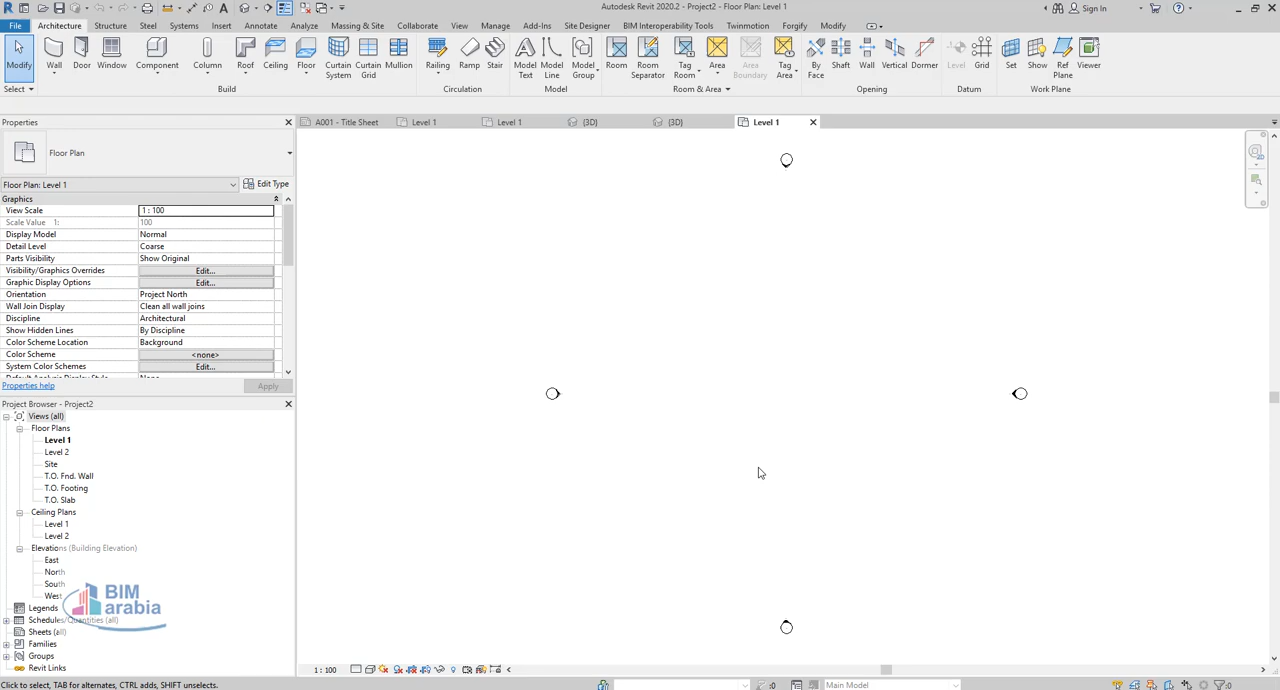 Autodesk Revit 2020.2 - Project2 - Floor Plan: Level 1
Sign In
File Architecture Structure Steel Systems Insert Annotate Analyze Massing & Site Collaborate View Manage Add-Ins Site Designer BIM Interoperability Tools Twinmotion Forgify Modify
Modify Wall Door Window Component Column Roof Ceiling Floor Curtain System Curtain Grid Mullion Railing Ramp Stair Model Text Model Line Model Group Room Room Separator Tag Room Area Area Boundary Tag Area By Face Shaft Wall Vertical Dormer Level Grid Set Show Ref Plane Viewer
Select Build Circulation Model Room & Area Opening Datum Work Plane
Properties
A001 - Title Sheet Level 1 Level 1 {3D} {3D} Level 1
Floor Plan
Floor Plan: Level 1 Edit Type
Graphics
View Scale 1 : 100
Scale Value 1: 100
Display Model Normal
Detail Level Coarse
Parts Visibility Show Original
Visibility/Graphics Overrides Edit...
Graphic Display Options Edit...
Orientation Project North
Wall Join Display Clean all wall joins
Discipline Architectural
Show Hidden Lines By Discipline
Color Scheme Location Background
Color Scheme <none>
System Color Schemes Edit...
Properties help Apply
Project Browser - Project2
Views (all)
Floor Plans
Level 1
Level 2
Site
T.O. Fnd. Wall
T.O. Footing
T.O. Slab
Ceiling Plans
Level 1
Level 2
Elevations (Building Elevation)
East
North
South
West
Legends
Schedules/Quantities (all)
Sheets (all)
Families
Groups
Revit Links
BIM
arabia
1 : 100
Click to select, TAB for alternates, CTRL adds, SHIFT unselects. :0 Main Model :0